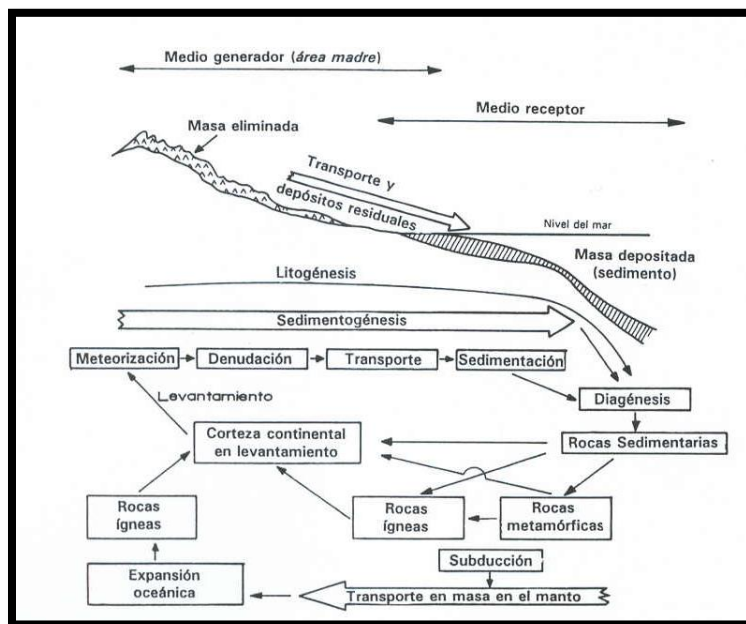 Medio generador (área madre)
Medio receptor
Masa eliminada
Transporte y
depósitos residuales
Nivel del mar
Masa depositada
(sedimento)
Litogénesis
Sedimentogénesis
Meteorización
Denudación
Transporte
Sedimentación
Levantamiento
Diagénesis
Corteza continental
en levantamiento
Rocas Sedimentarias
Rocas
ígneas
Rocas
ígneas
Rocas
metamórficas
Subducción
Expansión
oceánica
Transporte en masa en el manto